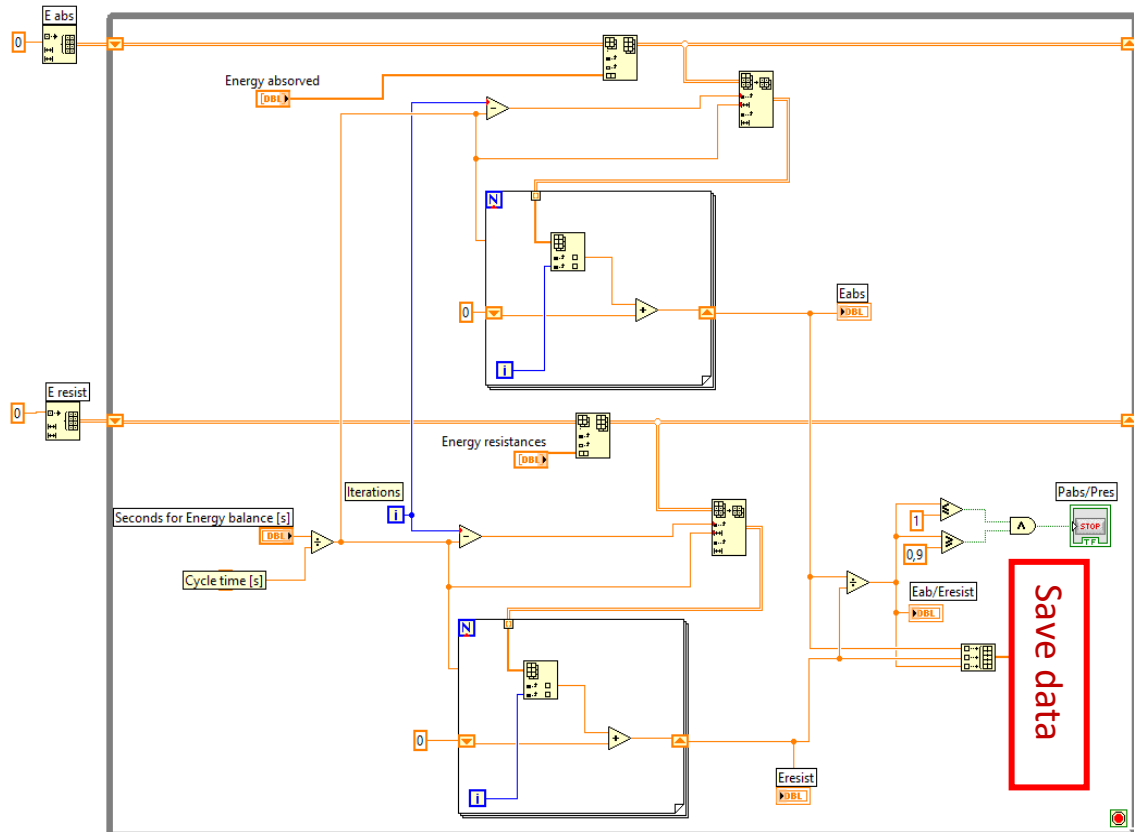 E abs
0
Energy absorved
DBL
N
0
i
Eabs
DBL
E resist
0
Energy resistances
DBL
Iterations
i
Seconds for Energy balance [s]
DBL
Cycle time [s]
Pabs/Pres
STOP
TF
1
0,9
Eab/Eresist
DBL
Save data
N
0
i
Eresist
DBL